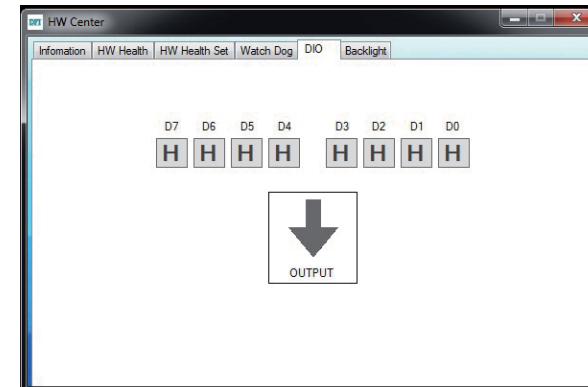 DFI HW Center
Infomation HW Health HW Health Set Watch Dog DIO Backlight
D7 D6 D5 D4 D3 D2 D1 D0
H H H H H H H H
OUTPUT